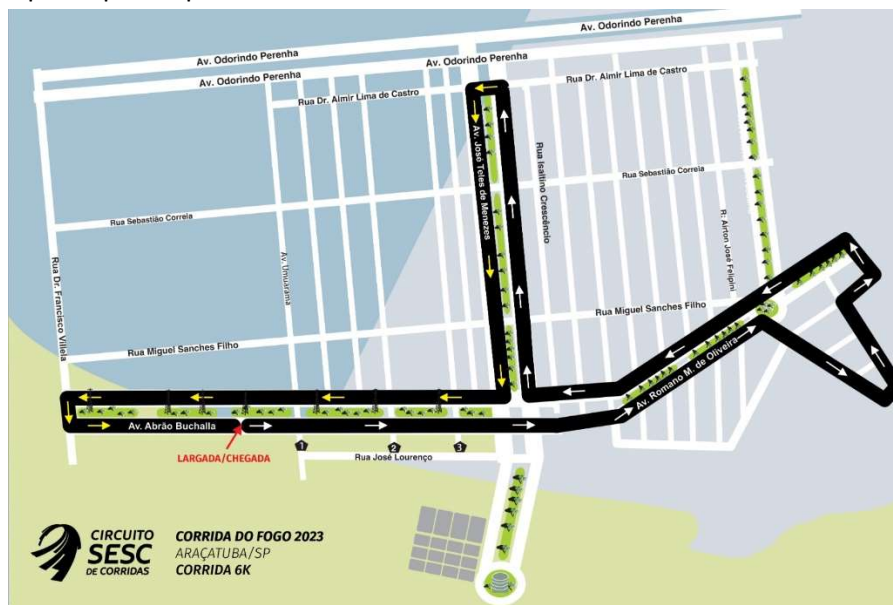 Av. Odorindo Perenha
Av. Odorindo Perenha
Av. Odorindo Perenha
Av. Odorindo Perenha
Rua Dr. Almir Lima de Castro
Rua Dr. Almir Lima de Castro
Av. José Teles de Menezes
Rua Isaltino Crescêncio
Rua Sebastião Correia
Rua Sebastião Correia
Rua Dr. Francisco Villela
Av. Umuarama
R. Airton José Felipini
Rua Miguel Sanches Filho
Rua Miguel Sanches Filho
Av. Romano M. de Oliveira
Av. Abrão Buchalla
LARGADA/CHEGADA
1
2
3
Rua José Lourenço
CIRCUITO
SESC
DE CORRIDAS
CORRIDA DO FOGO 2023
ARAÇATUBA/SP
CORRIDA 6K